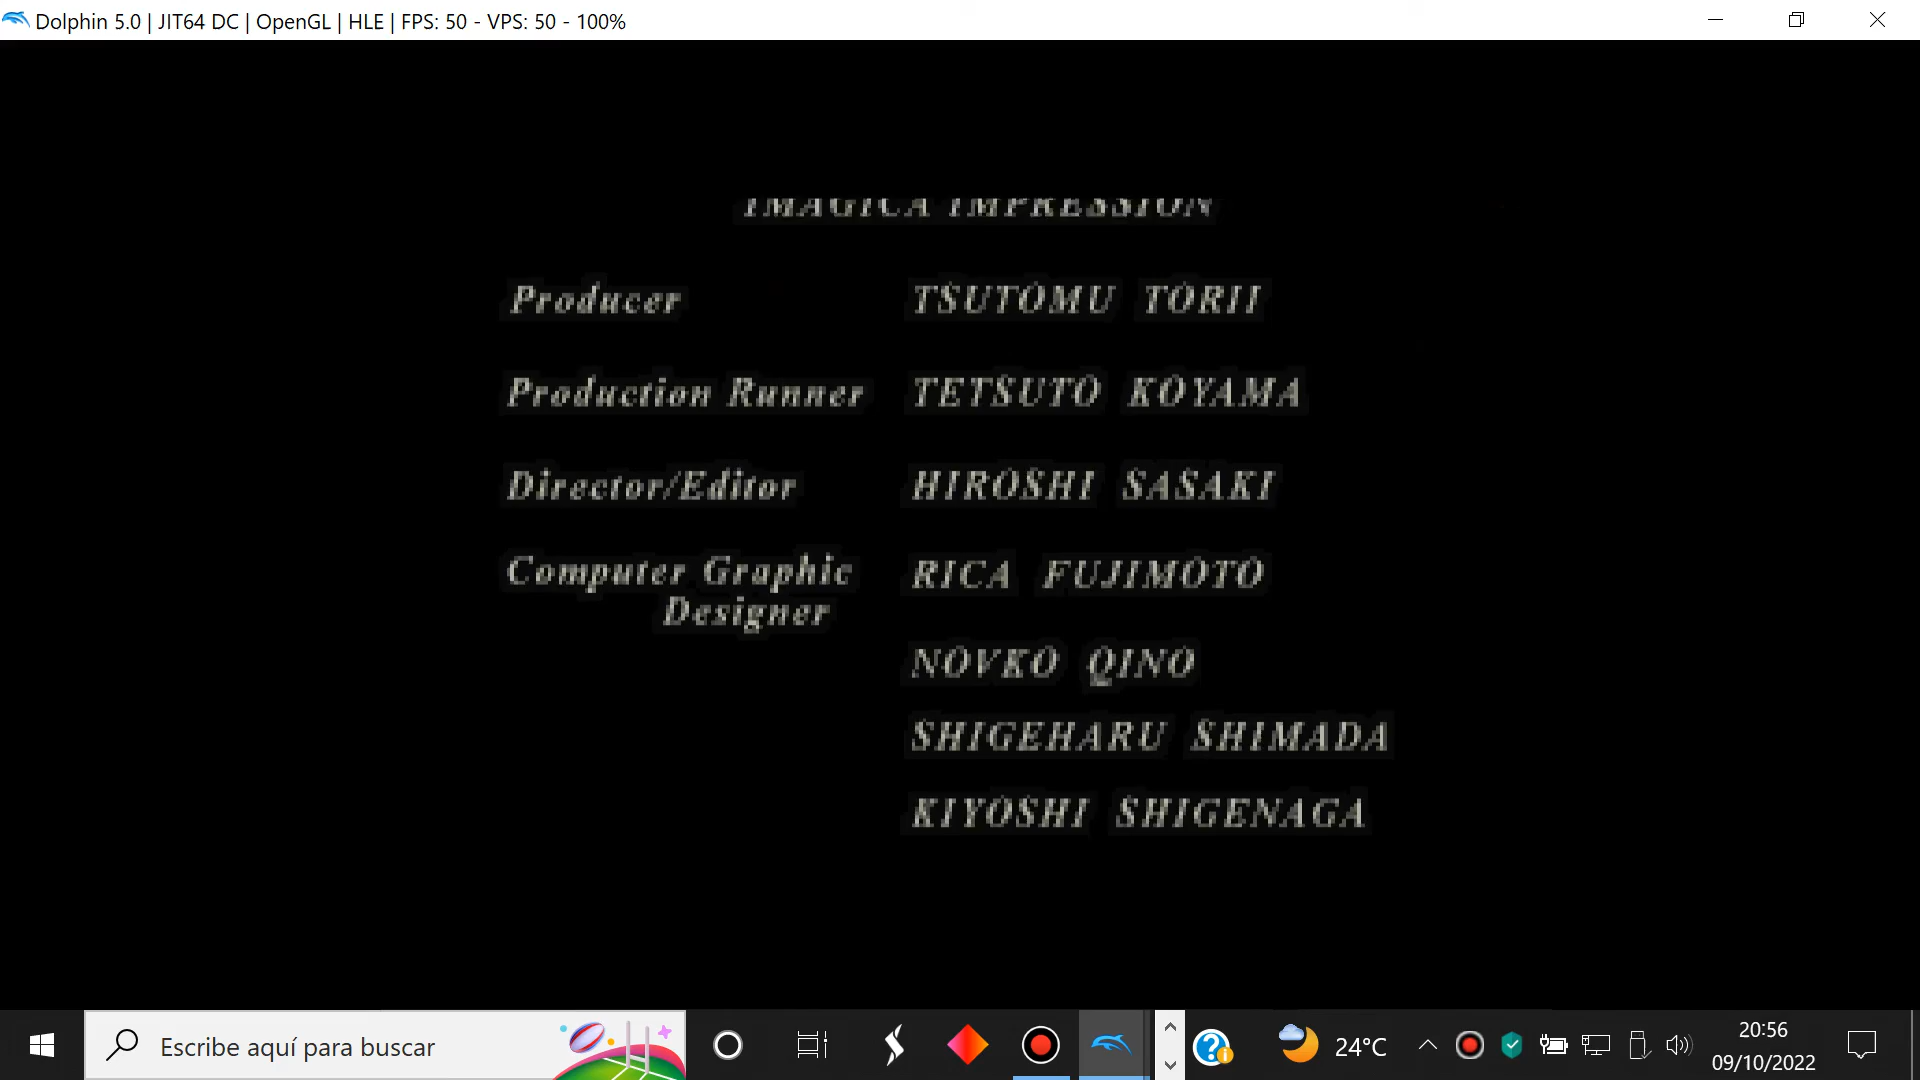 Dolphin 5.0 | JIT64 DC | OpenGL | HLE | FPS: 50 - VPS: 50 - 100%
IMAGICA IMPRESSION
Producer TSUTOMU TORII
Production Runner TETSUTO KOYAMA
Director/Editor HIROSHI SASAKI
Computer Graphic RICA FUJIMOTO
Designer
NOVKO QINO
SHIGEHARU SHIMADA
KIYOSHI SHIGENAGA
Escribe aquí para buscar
24°C
20:56
09/10/2022